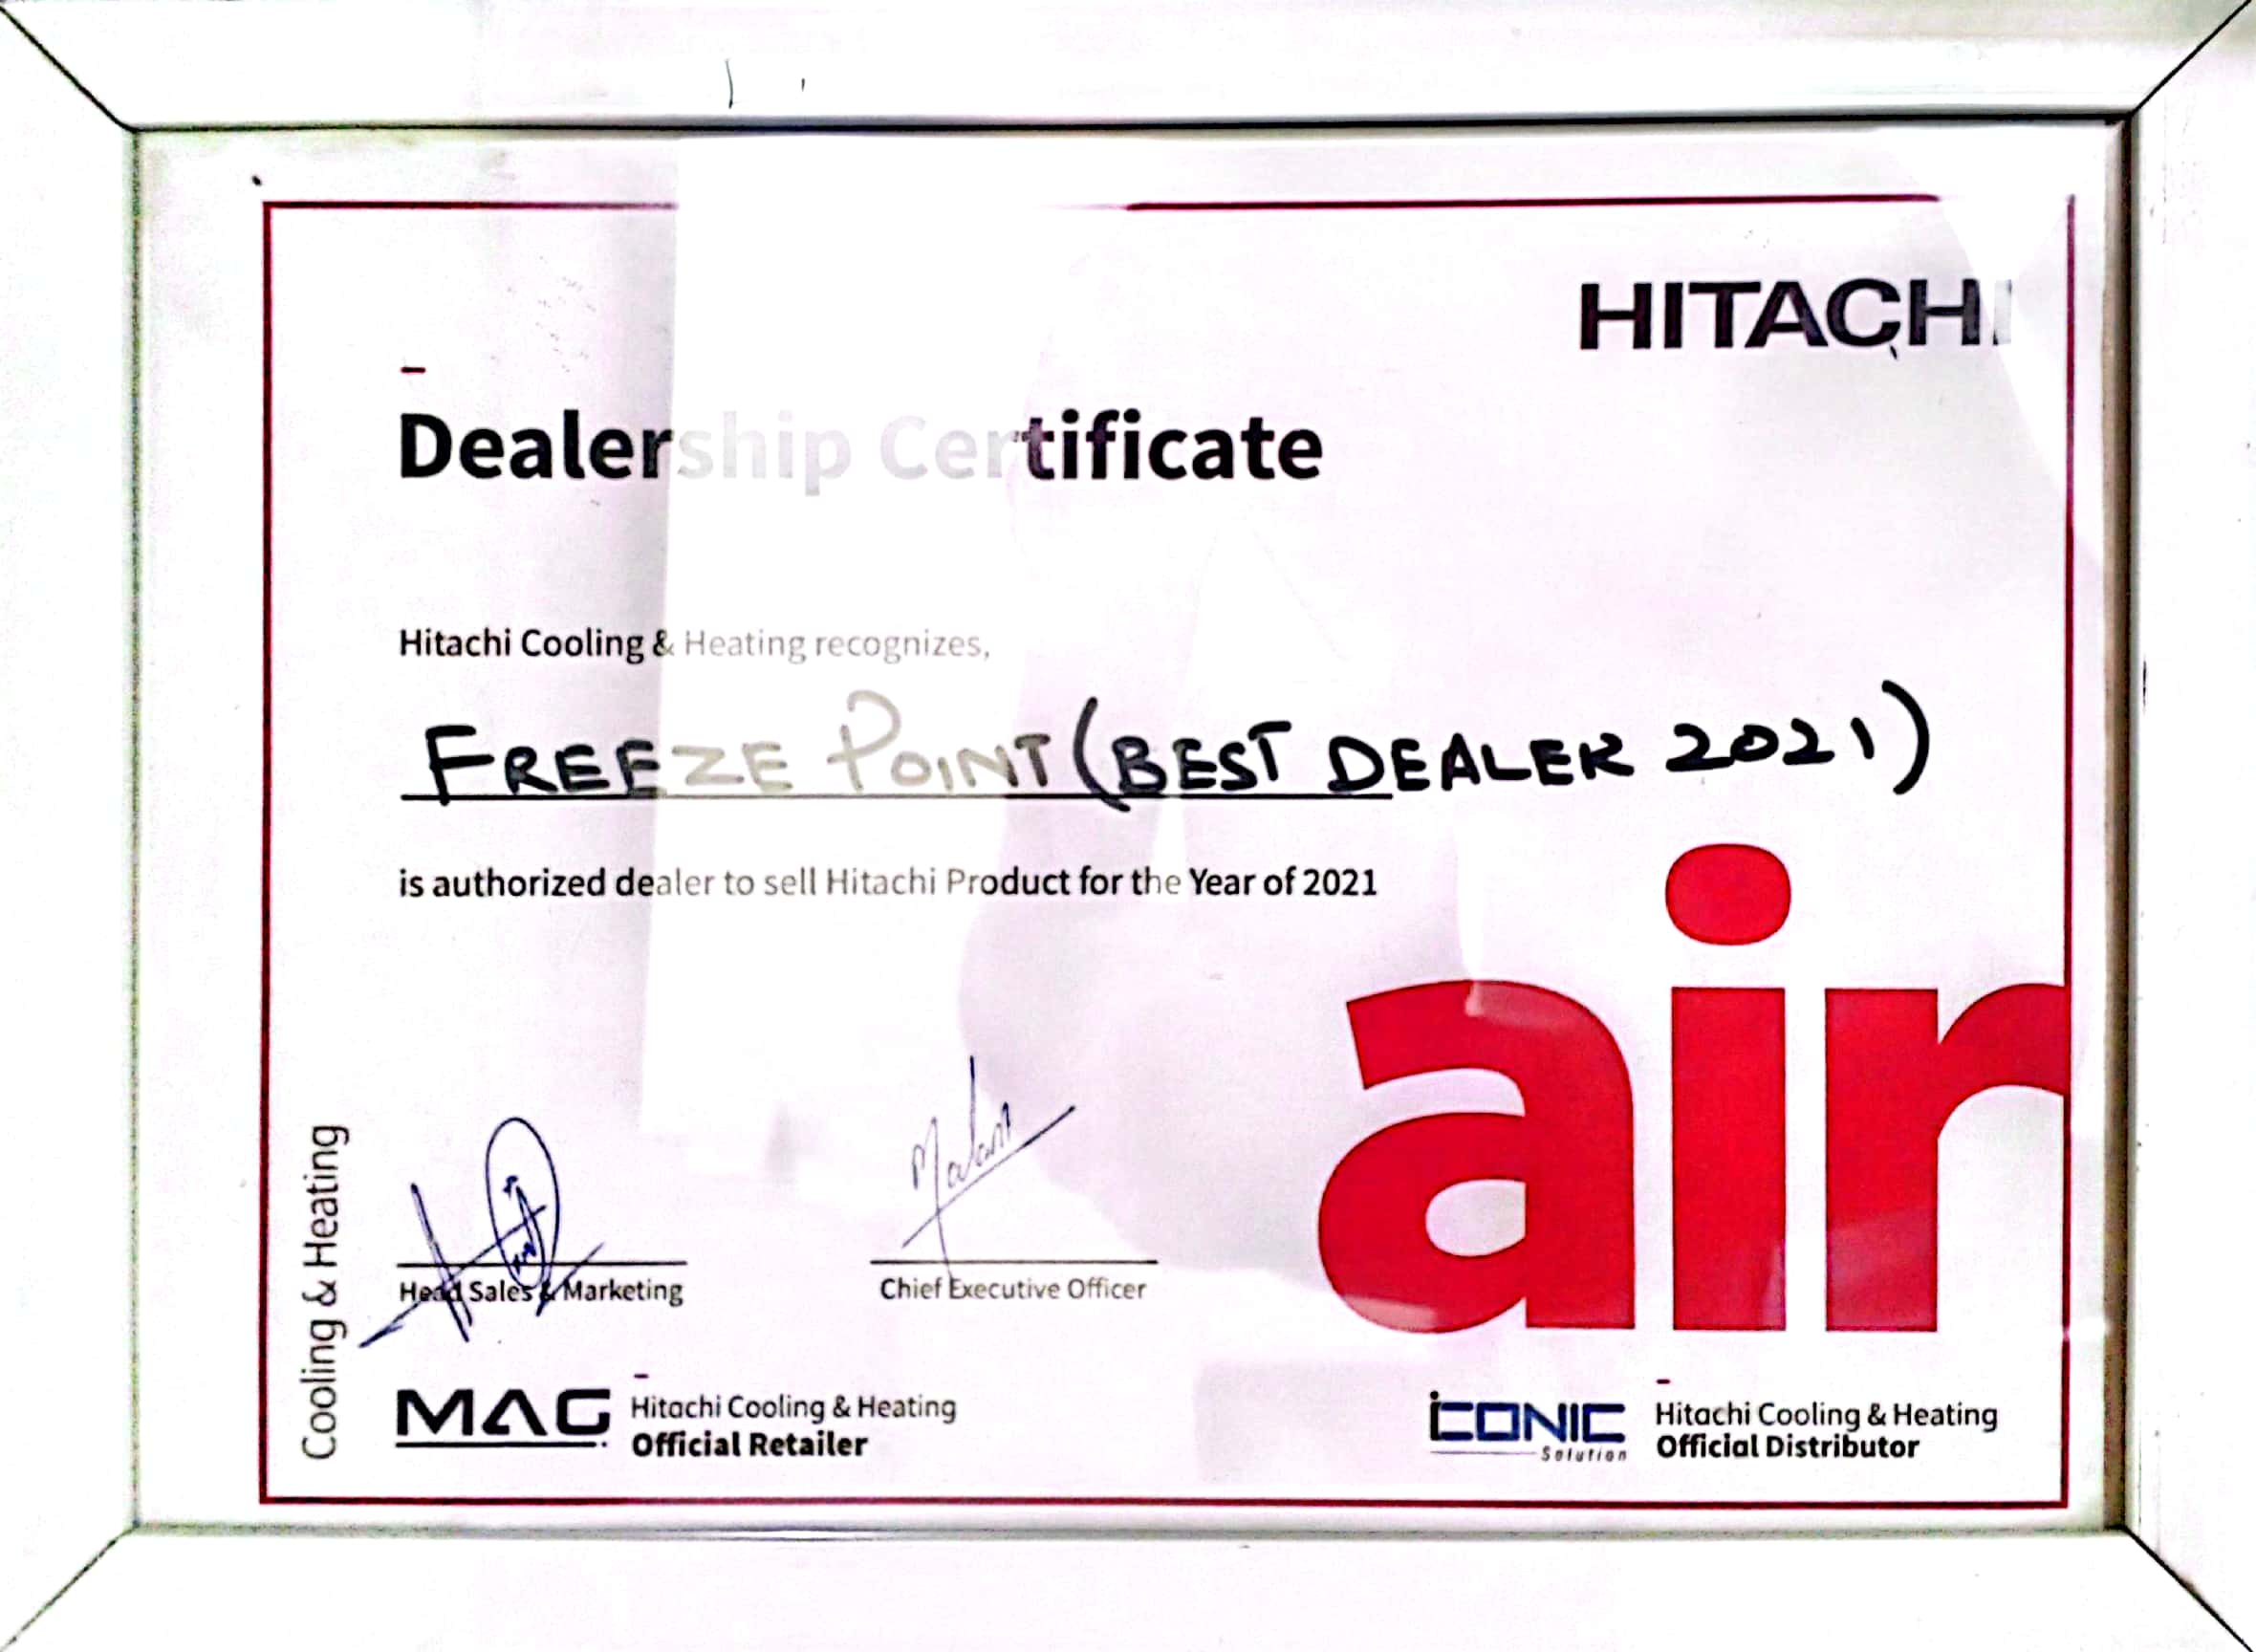 HITACHI
Dealership Certificate
Hitachi Cooling & Heating recognizes,
FREEZE POINT (BEST DEALER 2021)
is authorized dealer to sell Hitachi Product for the Year of 2021
air
Cooling & Heating
Head Sales & Marketing
Chief Executive Officer
MAG
Hitachi Cooling & Heating
Official Retailer
iCONIC
Solution
Hitachi Cooling & Heating
Official Distributor